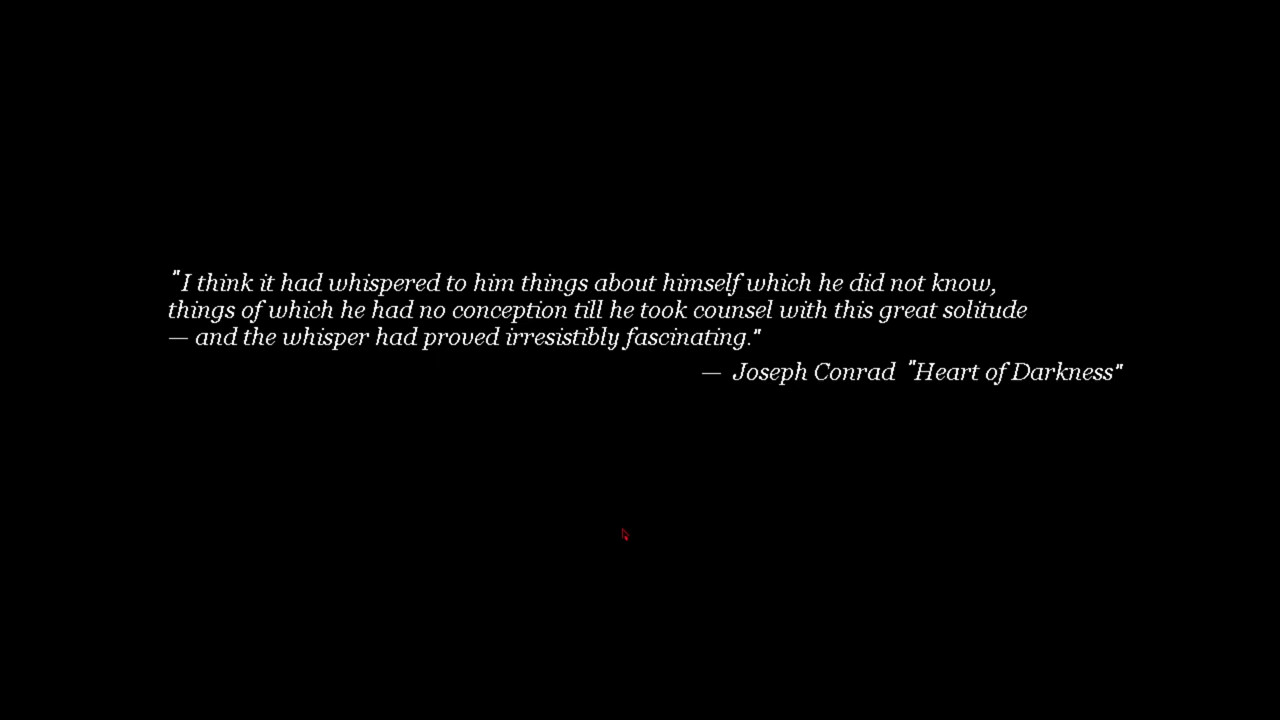 "I think it had whispered to him things about himself which he did not know,
things of which he had no conception till he took counsel with this great solitude
— and the whisper had proved irresistibly fascinating."
— Joseph Conrad "Heart of Darkness"